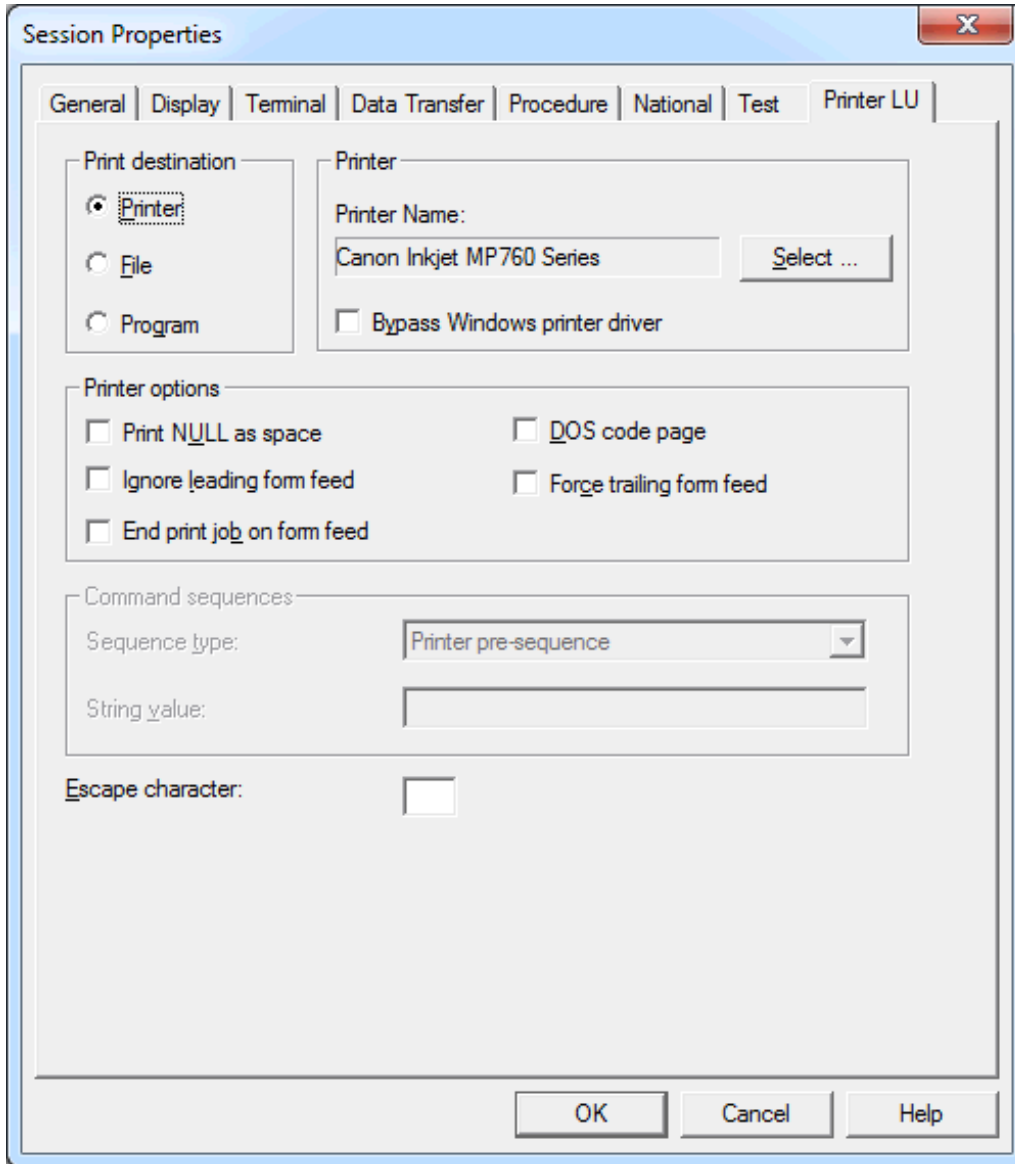 Session Properties
General Display Terminal Data Transfer Procedure National Test Printer LU
Print destination
Printer
File
Program
Printer
Printer Name:
Canon Inkjet MP760 Series
Select ...
Bypass Windows printer driver
Printer options
Print NULL as space
DOS code page
Ignore leading form feed
Force trailing form feed
End print job on form feed
Command sequences
Sequence type:
Printer pre-sequence
String value:
Escape character:
OK Cancel Help